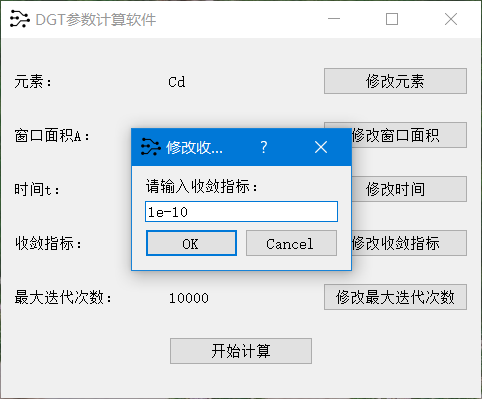 DGT参数计算软件
元素：
Cd
修改元素
窗口面积A：
修改窗口面积
时间t：
修改时间
收敛指标：
修改收敛指标
最大迭代次数：
10000
修改最大迭代次数
开始计算
修改收...
?
请输入收敛指标：
1e-10
OK
Cancel